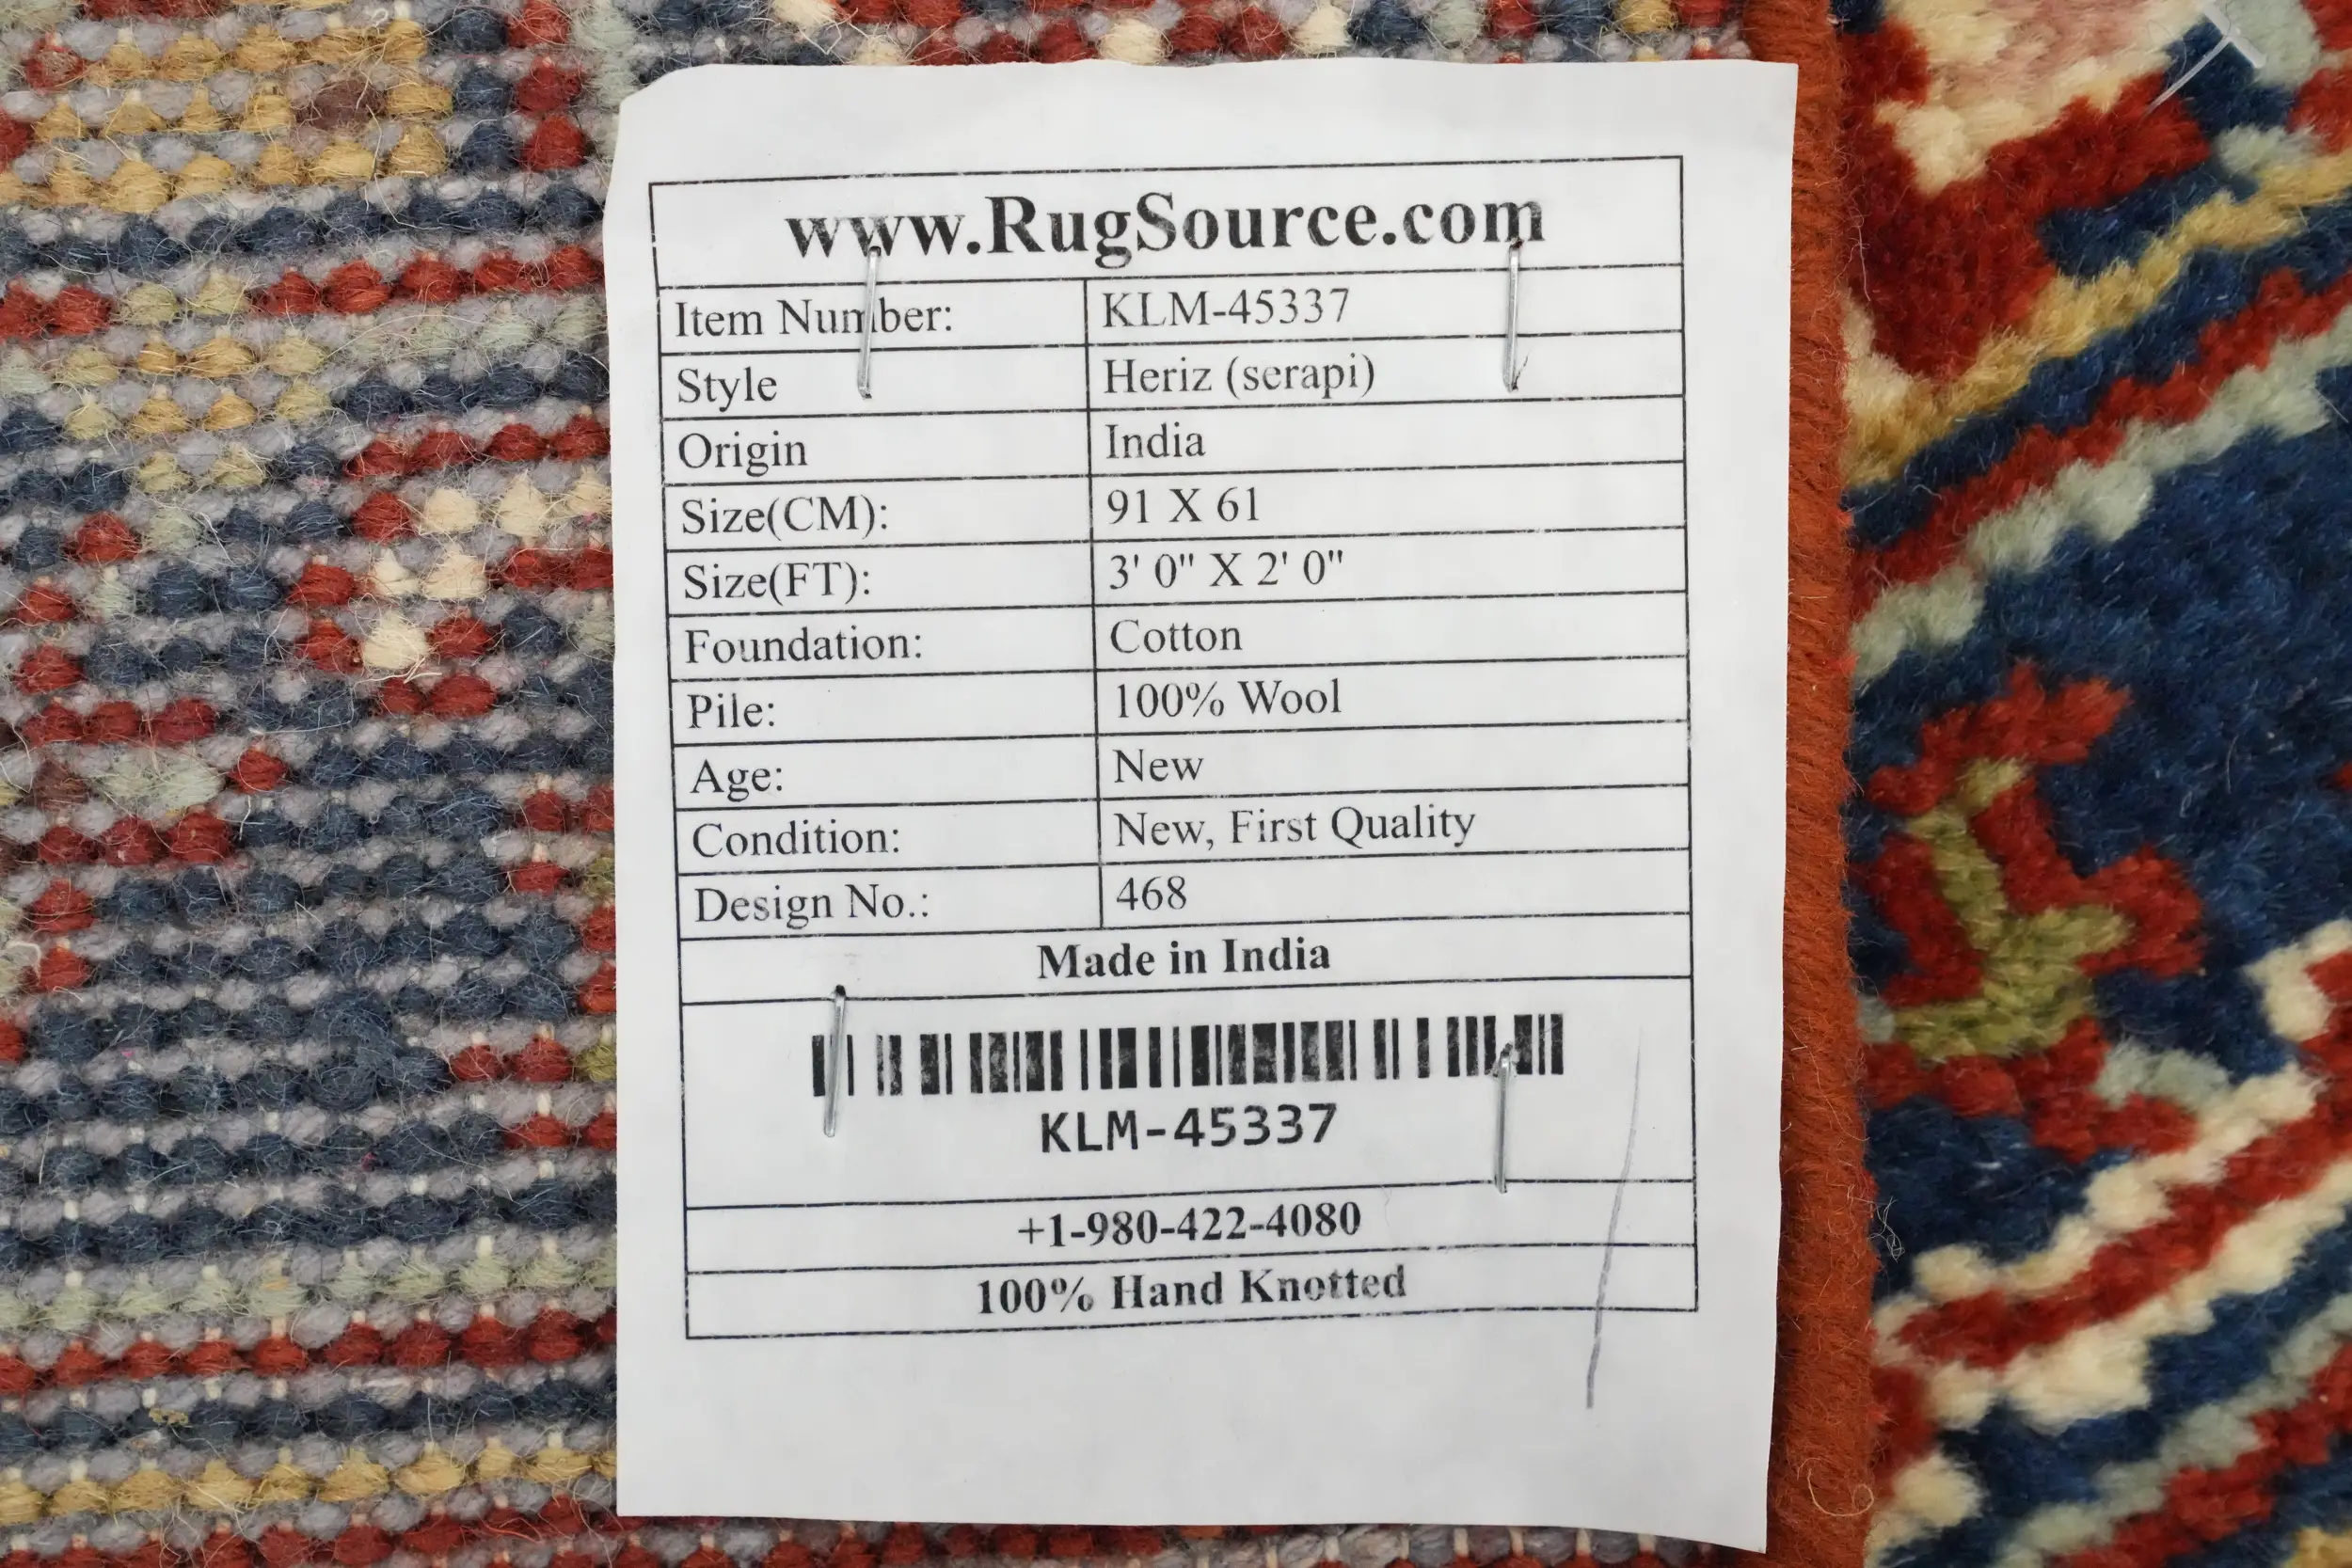 www.RugSource.com
Item Number: KLM-45337
Style Heriz (serapi)
Origin India
Size(CM): 91 X 61
Size(FT): 3' 0" X 2' 0"
Foundation: Cotton
Pile: 100% Wool
Age: New
Condition: New, First Quality
Design No.: 468
Made in India
KLM-45337
+1-980-422-4080
100% Hand Knotted